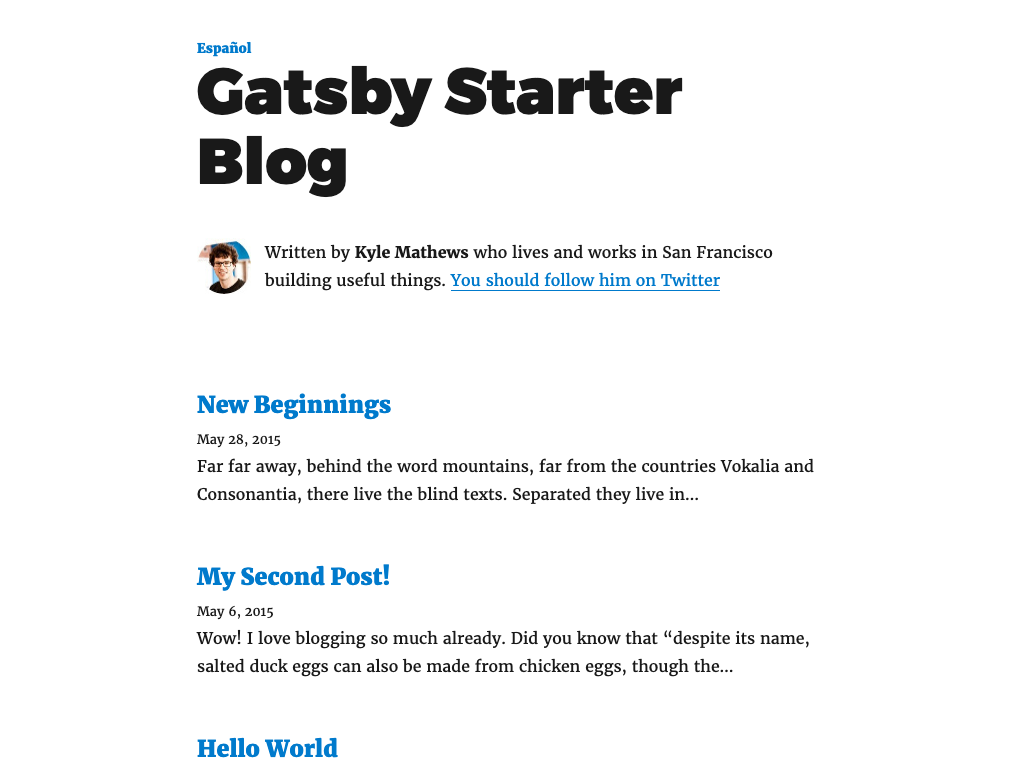 Español
Gatsby Starter
Blog
Written by Kyle Mathews who lives and works in San Francisco
building useful things. You should follow him on Twitter
New Beginnings
May 28, 2015
Far far away, behind the word mountains, far from the countries Vokalia and
Consonantia, there live the blind texts. Separated they live in…
My Second Post!
May 6, 2015
Wow! I love blogging so much already. Did you know that “despite its name,
salted duck eggs can also be made from chicken eggs, though the…
Hello World